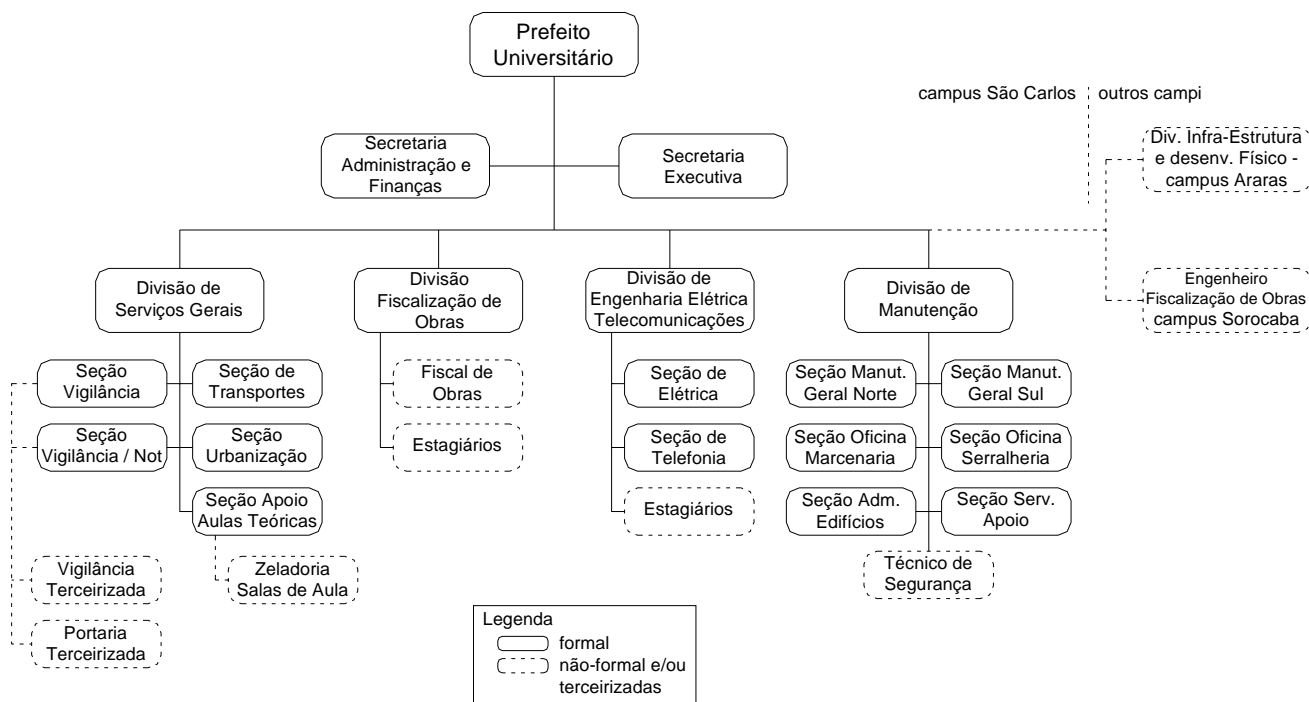 Prefeito
Universitário
campus São Carlos
outros campi
Secretaria
Administração e
Finanças
Secretaria
Executiva
Div. Infra-Estrutura
e desenv. Físico -
campus Araras
Divisão de
Serviços Gerais
Divisão
Fiscalização de
Obras
Divisão de
Engenharia Elétrica
Telecomunicações
Divisão de
Manutenção
Engenheiro
Fiscalização de Obras
campus Sorocaba
Seção
Vigilância
Seção de
Transportes
Fiscal de
Obras
Seção de
Elétrica
Seção Manut.
Geral Norte
Seção Manut.
Geral Sul
Seção
Vigilância / Not
Seção
Urbanização
Estagiários
Seção de
Telefonia
Seção Oficina
Marcenaria
Seção Oficina
Serralheria
Seção Apoio
Aulas Teóricas
Estagiários
Seção Adm.
Edifícios
Seção Serv.
Apoio
Vigilância
Terceirizada
Zeladoria
Salas de Aula
Técnico de
Segurança
Portaria
Terceirizada
Legenda
formal
não-formal e/ou
terceirizadas